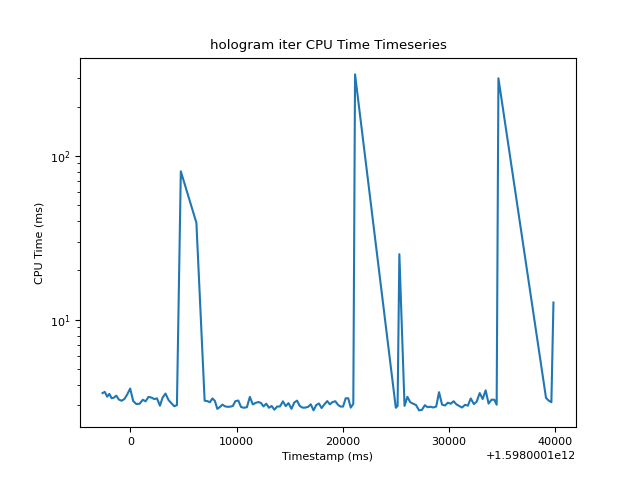 hologram iter CPU Time Timeseries
CPU Time (ms)
10²
10¹
0
10000
20000
30000
40000
Timestamp (ms)
+1.5980001e12